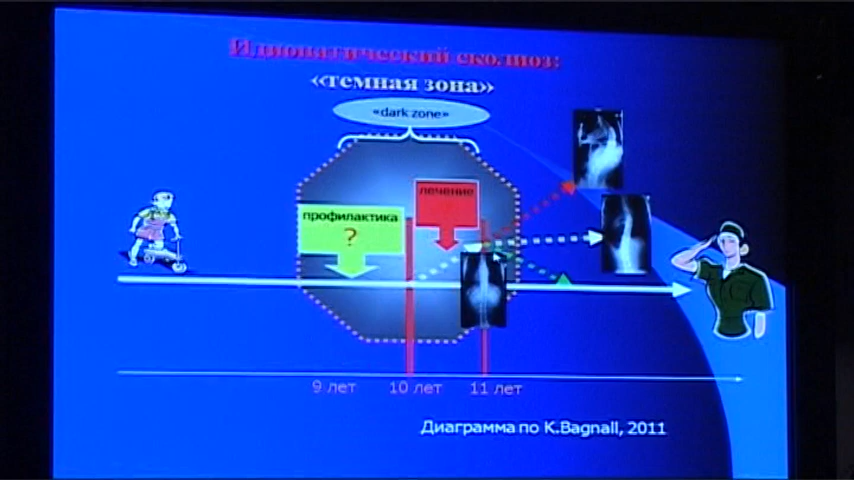 Идиопатический сколиоз:
«темная зона»
«dark zone»
лечение
профилактика
?
9 лет
10 лет
11 лет
Диаграмма по K.Bagnall, 2011